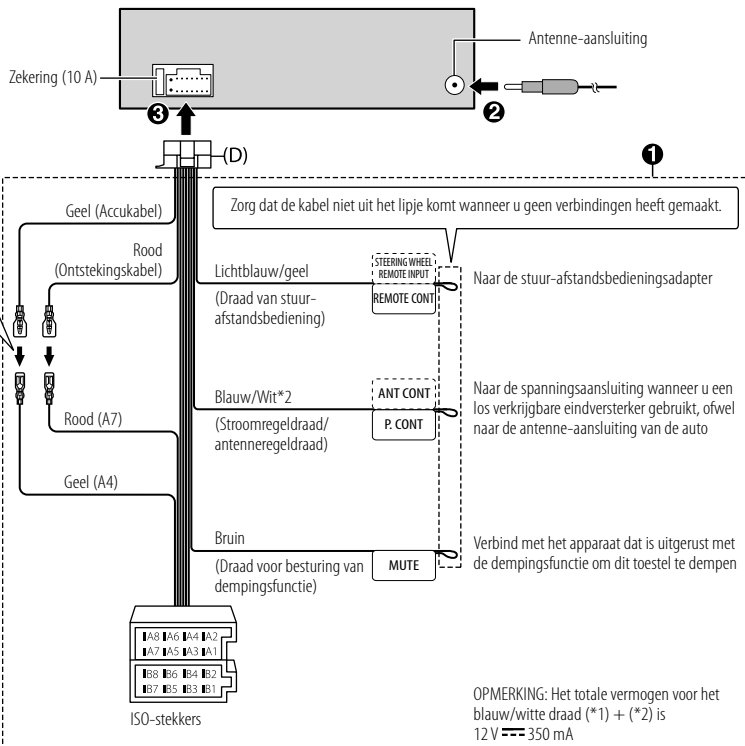 Antenne-aansluiting
Zekering (10 A)
❸
❷
(D)
❶
Zorg dat de kabel niet uit het lipje komt wanneer u geen verbindingen heeft gemaakt.
Geel (Accukabel)
Rood
(Ontstekingskabel)
Lichtblauw/geel
(Draad van stuur-
afstandsbediening)
STEERING WHEEL
REMOTE INPUT
REMOTE CONT
Naar de stuur-afstandsbedieningsadapter
Blauw/Wit*2
(Stroomregeldraad/
antenneregeldraad)
ANT CONT
P. CONT
Naar de spanningsaansluiting wanneer u een
los verkrijgbare eindversterker gebruikt, ofwel
naar de antenne-aansluiting van de auto
Rood (A7)
Geel (A4)
Bruin
(Draad voor besturing van
dempingsfunctie)
MUTE
Verbind met het apparaat dat is uitgerust met
de dempingsfunctie om dit toestel te dempen
A8 A6 A4 A2
A7 A5 A3 A1
B8 B6 B4 B2
B7 B5 B3 B1
ISO-stekkers
OPMERKING: Het totale vermogen voor het
blauw/witte draad (*1) + (*2) is
12 V ⎓ 350 mA